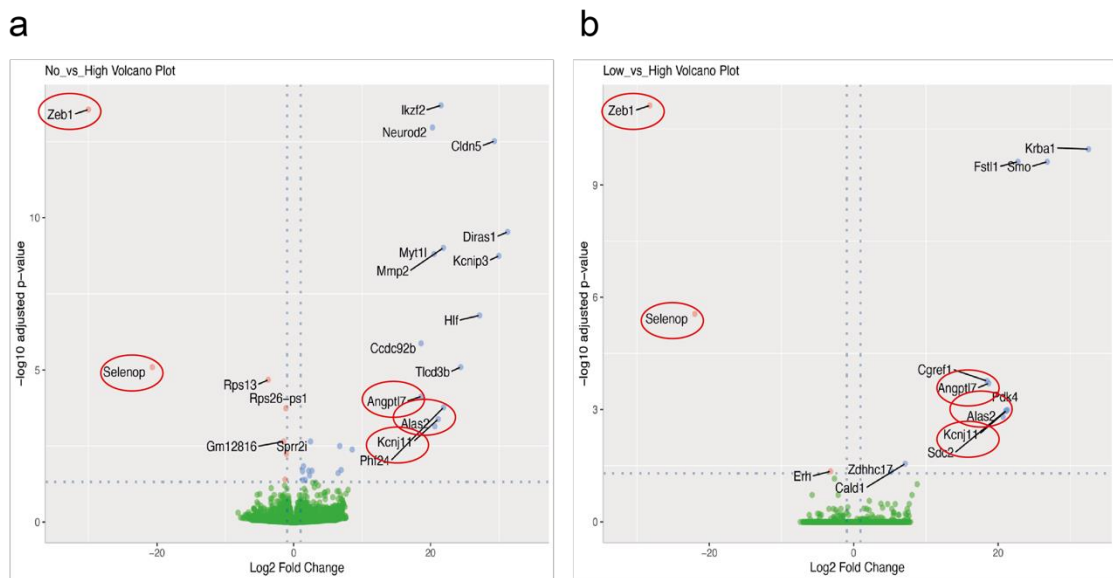 a
No_vs_High Volcano Plot
Zeb1
Ikzf2
Neurod2
Cldn5
10
Diras1
Myt1l
Mmp2
Kcnip3
Hlf
Ccdc92b
Tlcd3b
5
Selenop
Rps13
Rps26-ps1
Angptl7
Alas2
Kcnj11
Gm12816
Sprr2i
Phf24
0
-20
0
20
Log2 Fold Change
-log10 adjusted p-value
b
Low_vs_High Volcano Plot
Zeb1
Krba1
Fstl1
Smo
9
6
Selenop
Cgref1
Angptl7
Pdk4
3
Alas2
Kcnj11
Sdc2
Zdhhc17
Erh
Cald1
0
-20
0
20
Log2 Fold Change
-log10 adjusted p-value